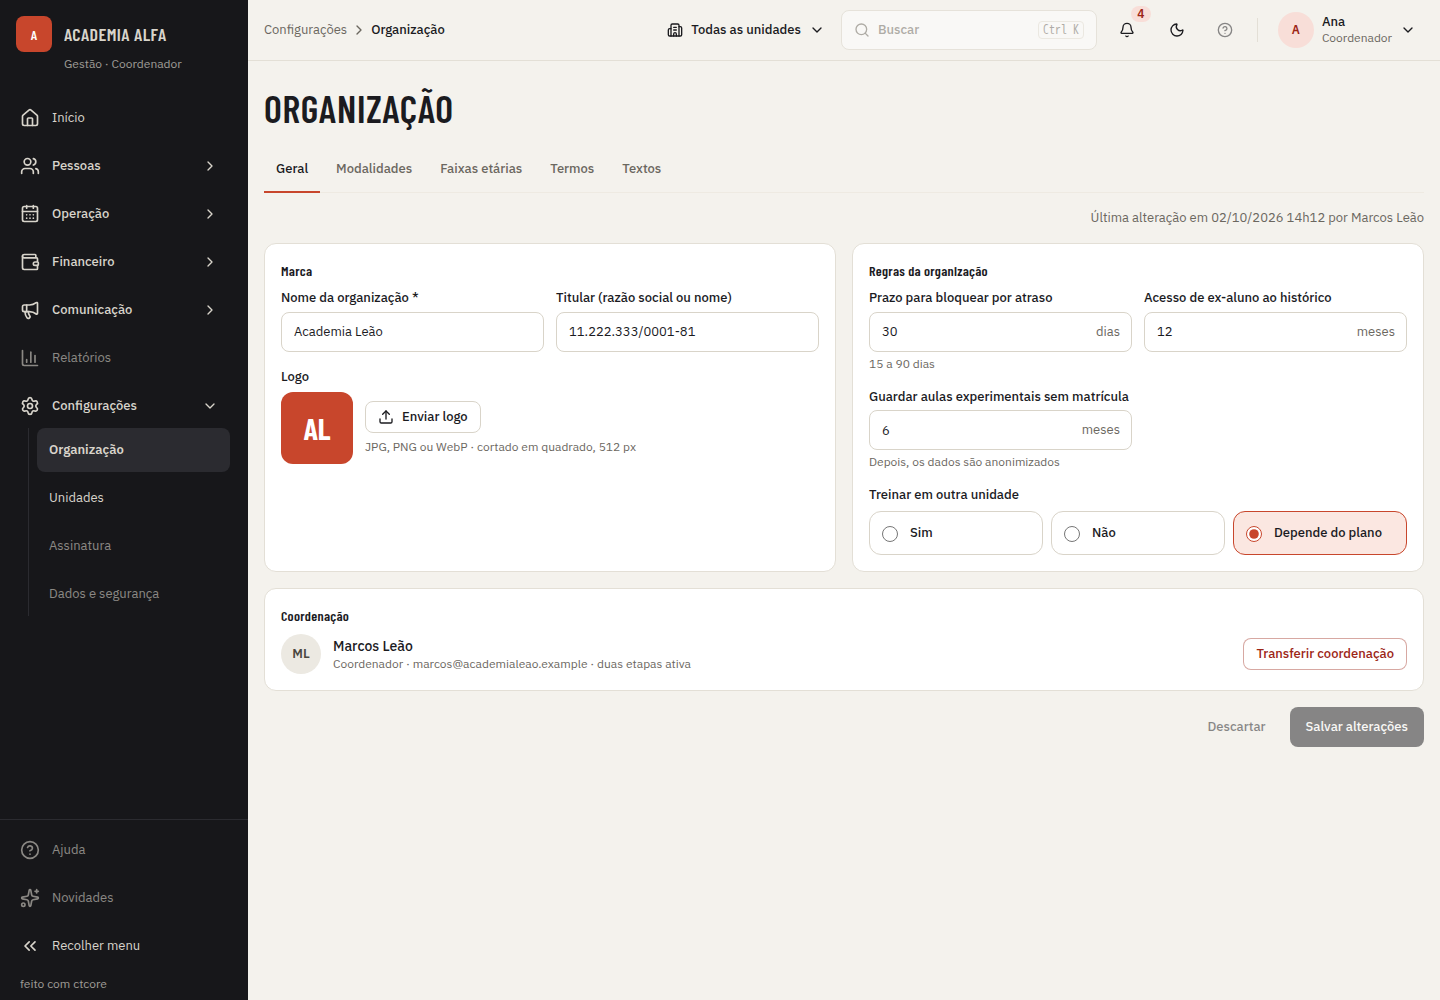 A
ACADEMIA ALFA
Gestão · Coordenador
Início
Pessoas
Operação
Financeiro
Comunicação
Relatórios
Configurações
Organização
Unidades
Assinatura
Dados e segurança
Ajuda
Novidades
Recolher menu
feito com ctcore
Configurações > Organização
Todas as unidades
Buscar
Ctrl K
4
A
Ana
Coordenador
ORGANIZAÇÃO
Geral Modalidades Faixas etárias Termos Textos
Última alteração em 02/10/2026 14h12 por Marcos Leão
Marca
Nome da organização *
Academia Leão
Titular (razão social ou nome)
11.222.333/0001-81
Logo
AL
Enviar logo
JPG, PNG ou WebP · cortado em quadrado, 512 px
Regras da organização
Prazo para bloquear por atraso
30 dias
15 a 90 dias
Acesso de ex-aluno ao histórico
12 meses
Guardar aulas experimentais sem matrícula
6 meses
Depois, os dados são anonimizados
Treinar em outra unidade
Sim
Não
Depende do plano
Coordenação
ML
Marcos Leão
Coordenador · marcos@academialeao.example · duas etapas ativa
Transferir coordenação
Descartar
Salvar alterações